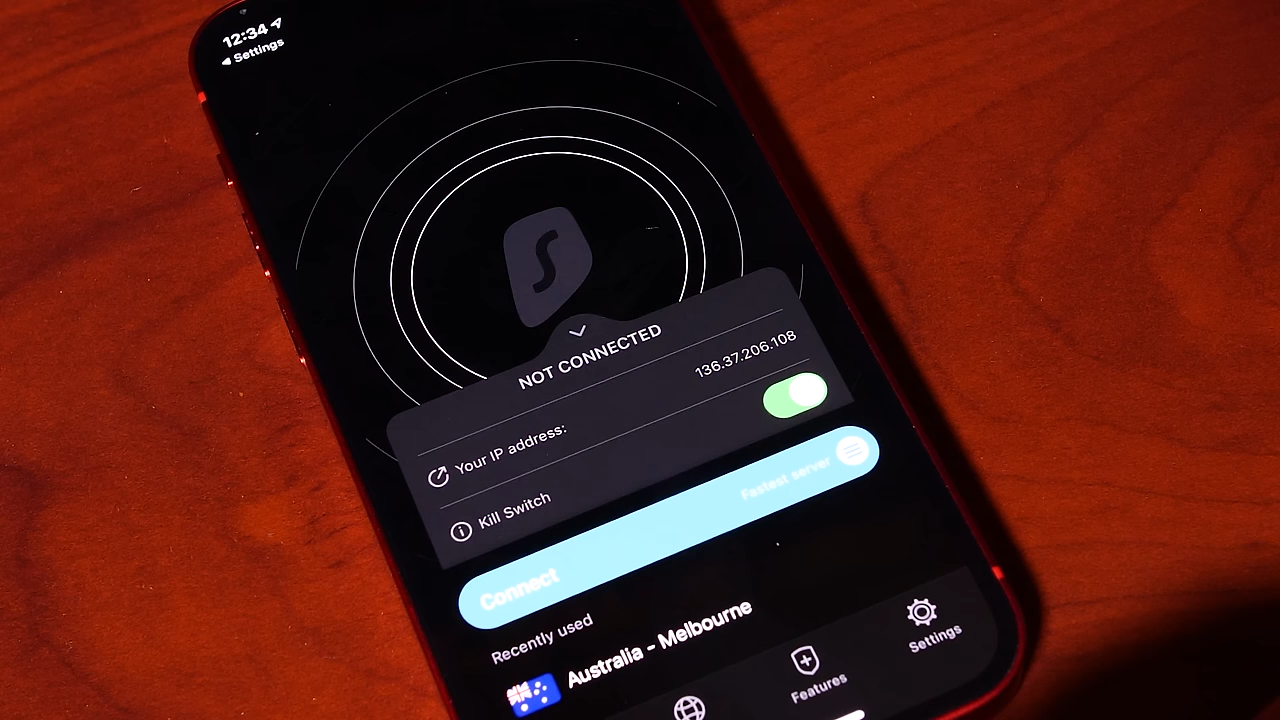 12:34
Settings
NOT CONNECTED
Your IP address: 136.37.206.108
Kill Switch
Connect Fastest server
Recently used
Australia - Melbourne
Features
Settings